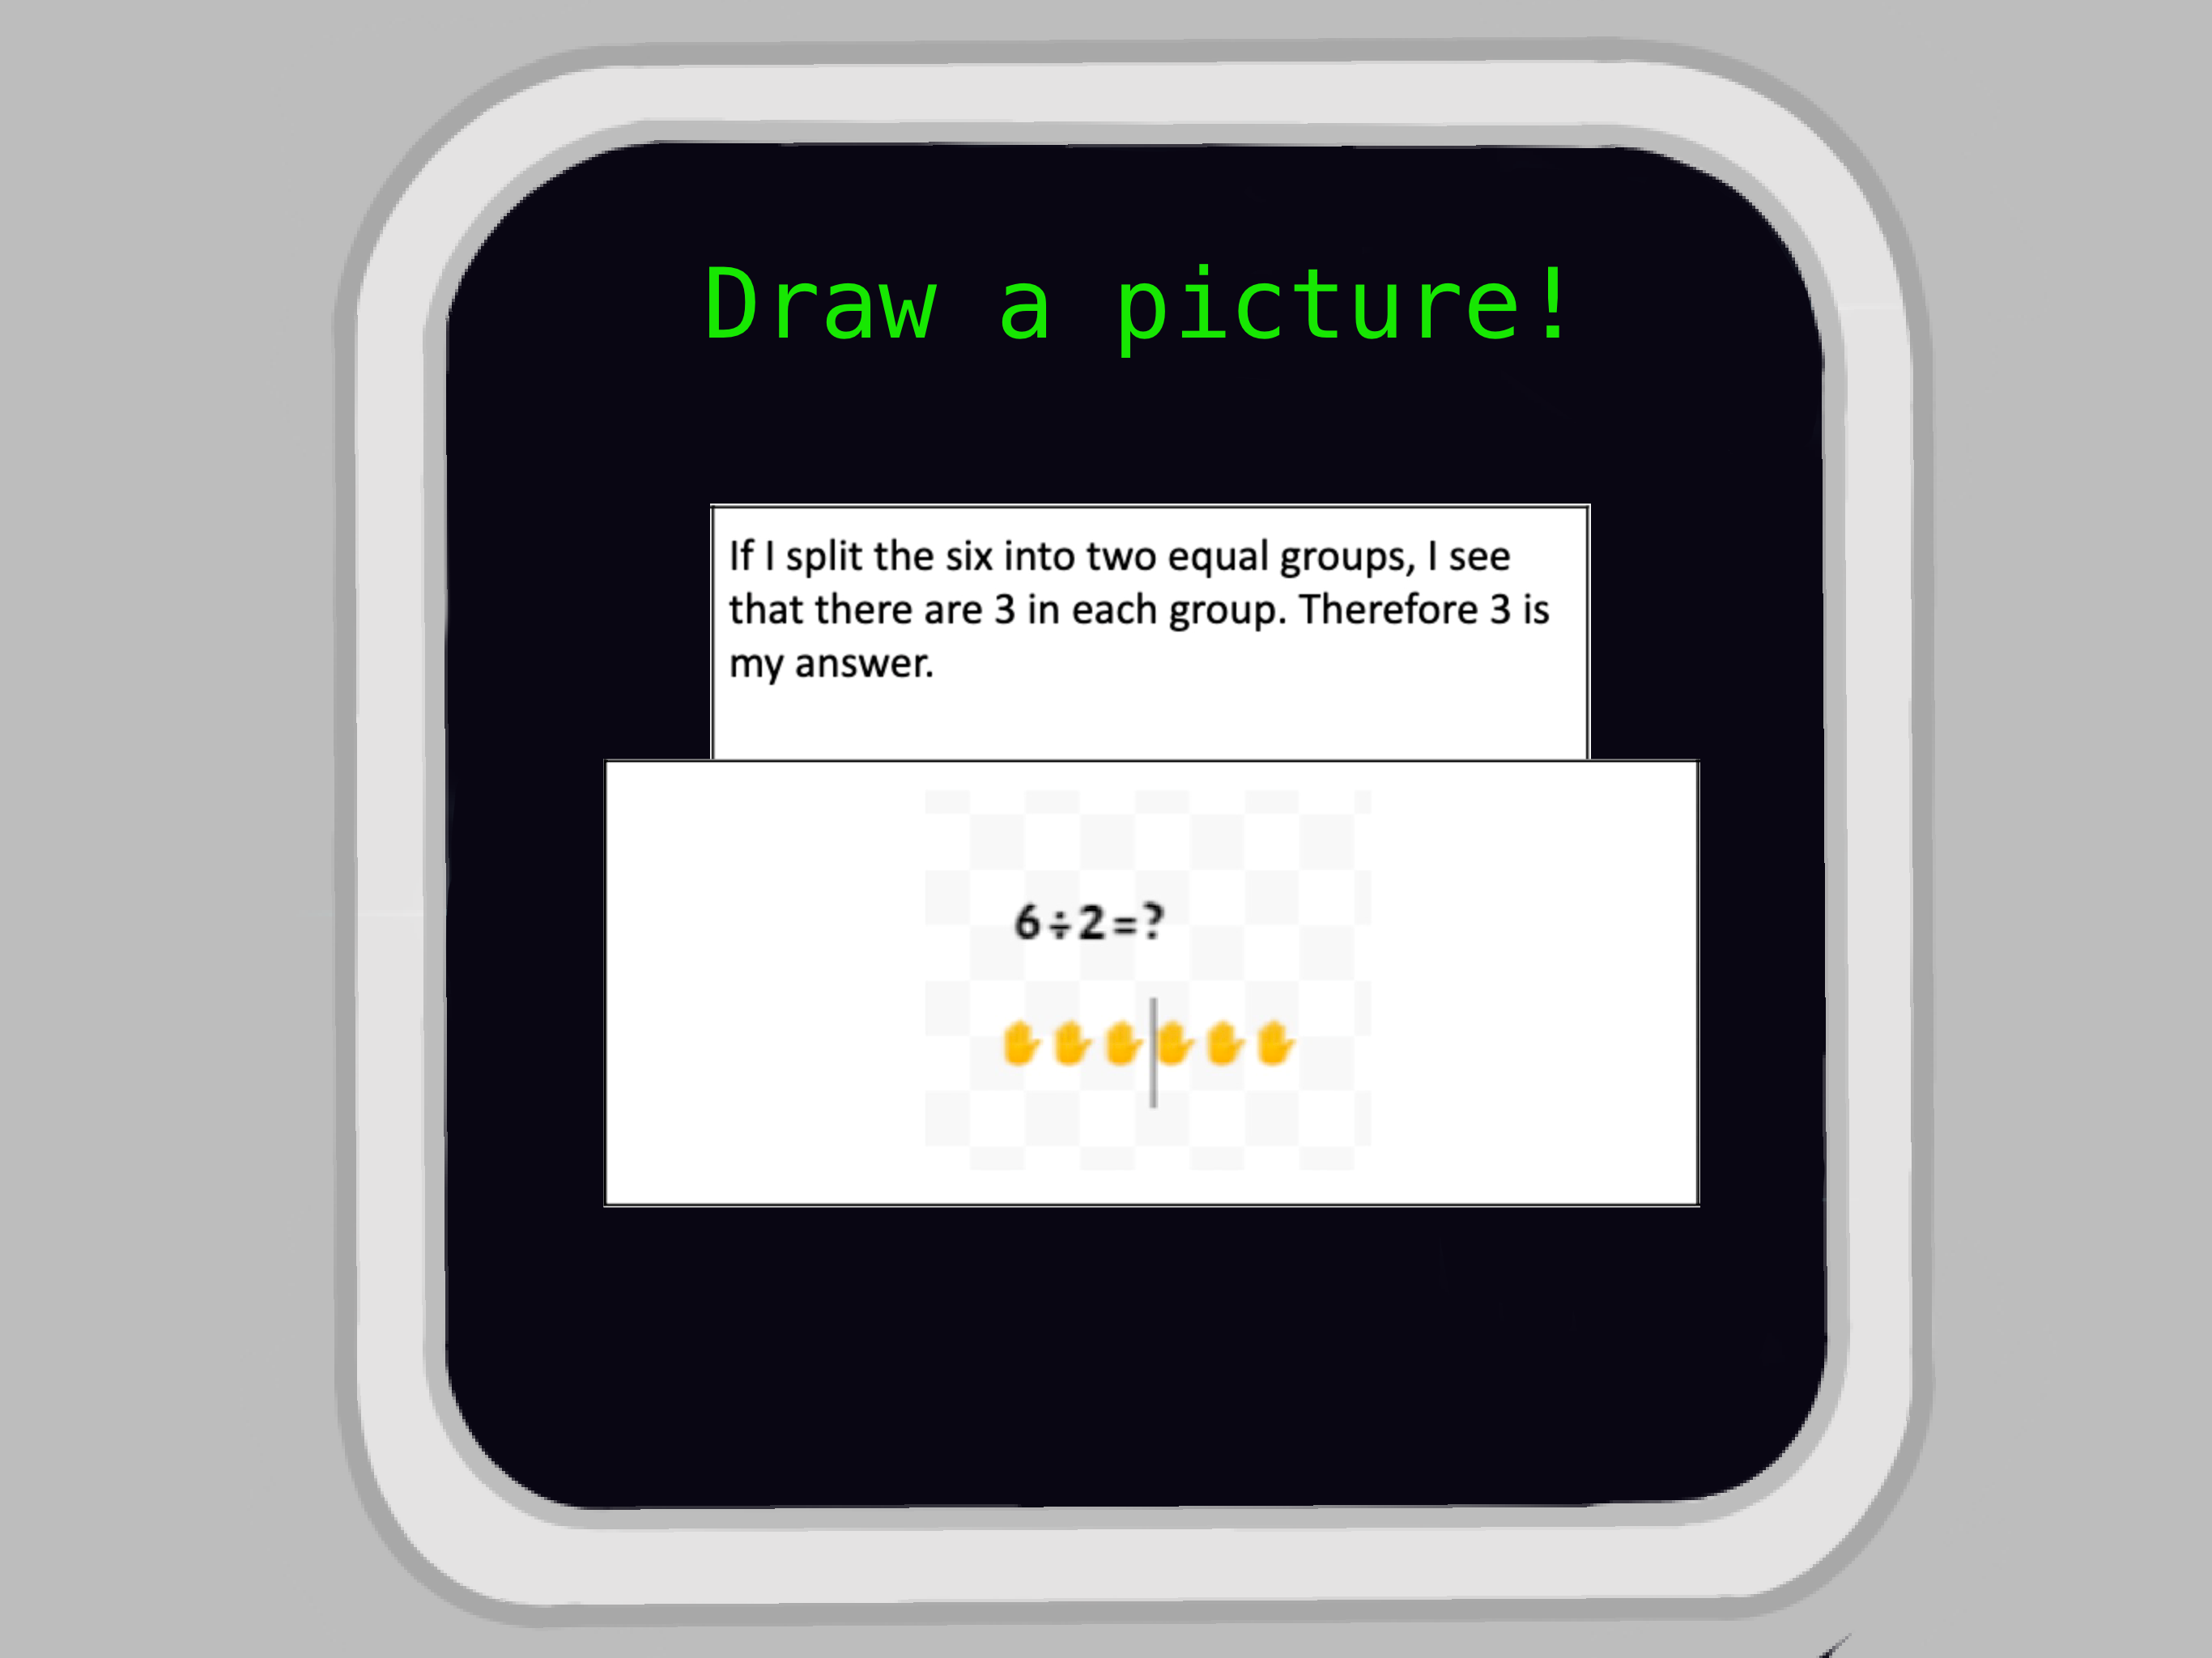 Draw a picture!
If I split the six into two equal groups, I see
that there are 3 in each group. Therefore 3 is
my answer.
6÷2=?